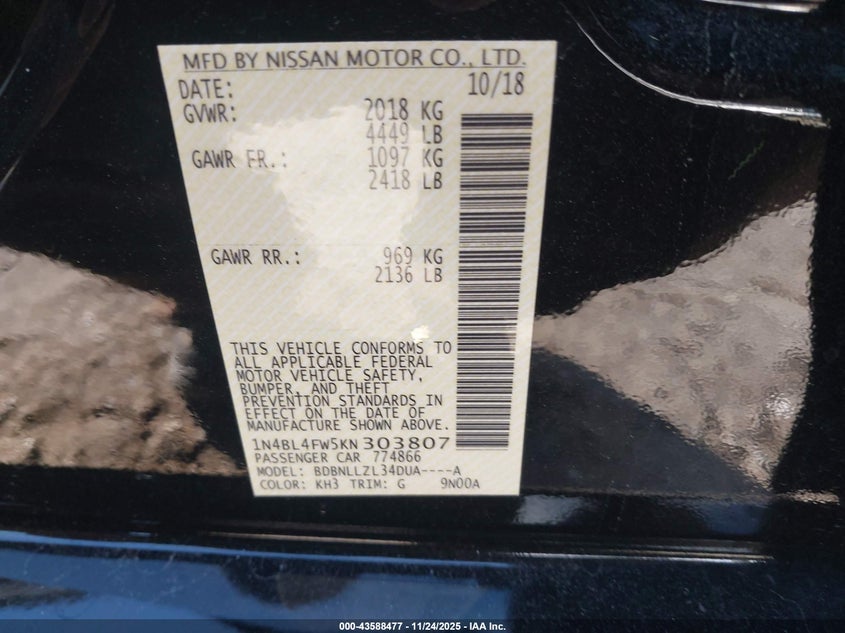 MFD BY NISSAN MOTOR CO., LTD.
DATE: 10/18
GVWR: 2018 KG
4449 LB
GAWR FR.: 1097 KG
2418 LB
GAWR RR.: 969 KG
2136 LB
THIS VEHICLE CONFORMS TO
ALL APPLICABLE FEDERAL
MOTOR VEHICLE SAFETY,
BUMPER, AND THEFT
PREVENTION STANDARDS IN
EFFECT ON THE DATE OF
MANUFACTURE SHOWN ABOVE.
1N4BL4FW5KN303807
PASSENGER CAR 774866
MODEL: BDBNLLZL34DUA----A
COLOR: KH3 TRIM: G 9N00A
000-43588477 - 11/24/2025 - IAA Inc.